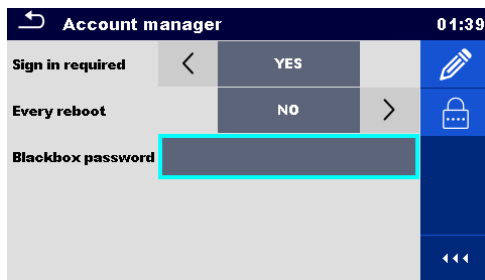 Account manager 01:39
Sign in required YES
Every reboot NO
Blackbox password